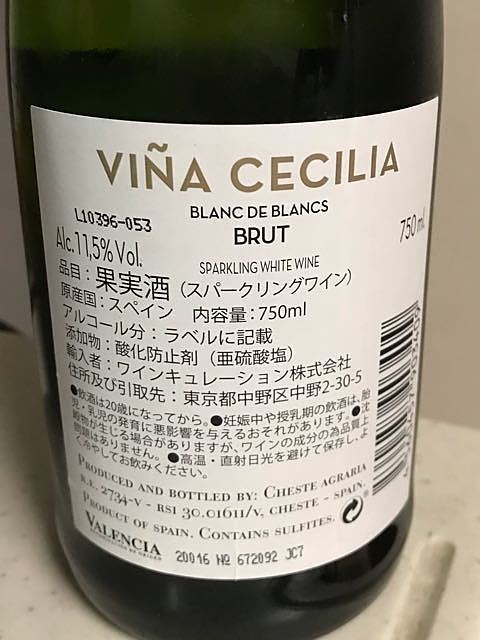 VIÑA CECILIA
L10396-053
BLANC DE BLANCS
BRUT
Alc.11,5% Vol.
750 ml
SPARKLING WHITE WINE
品目：果実酒（スパークリングワイン）
原産国：スペイン　内容量：750ml
アルコール分：ラベルに記載
添加物：酸化防止剤（亜硫酸塩）
輸入者：ワインキュレーション株式会社
住所及び引取先：東京都中野区中野2-30-5
●飲酒は20歳になってから。●妊娠中や授乳期の飲酒は、胎
児・乳児の発育に悪影響を与えるおそれがあります。●沈
殿物が生じる場合がありますが、ワインの成分の為品質上
問題はありません。●高温・直射日光を避けて保存し、よ
くひやしてお飲みください。
PRODUCED AND BOTTLED BY: CHESTE AGRARIA
R.E. 2734-V - RSI 30.01611/V, CHESTE - SPAIN.
PRODUCT OF SPAIN. CONTAINS SULFITES.
VALENCIA
DENOMINACIÓN DE ORIGEN
20016 Nº 672092 JC7